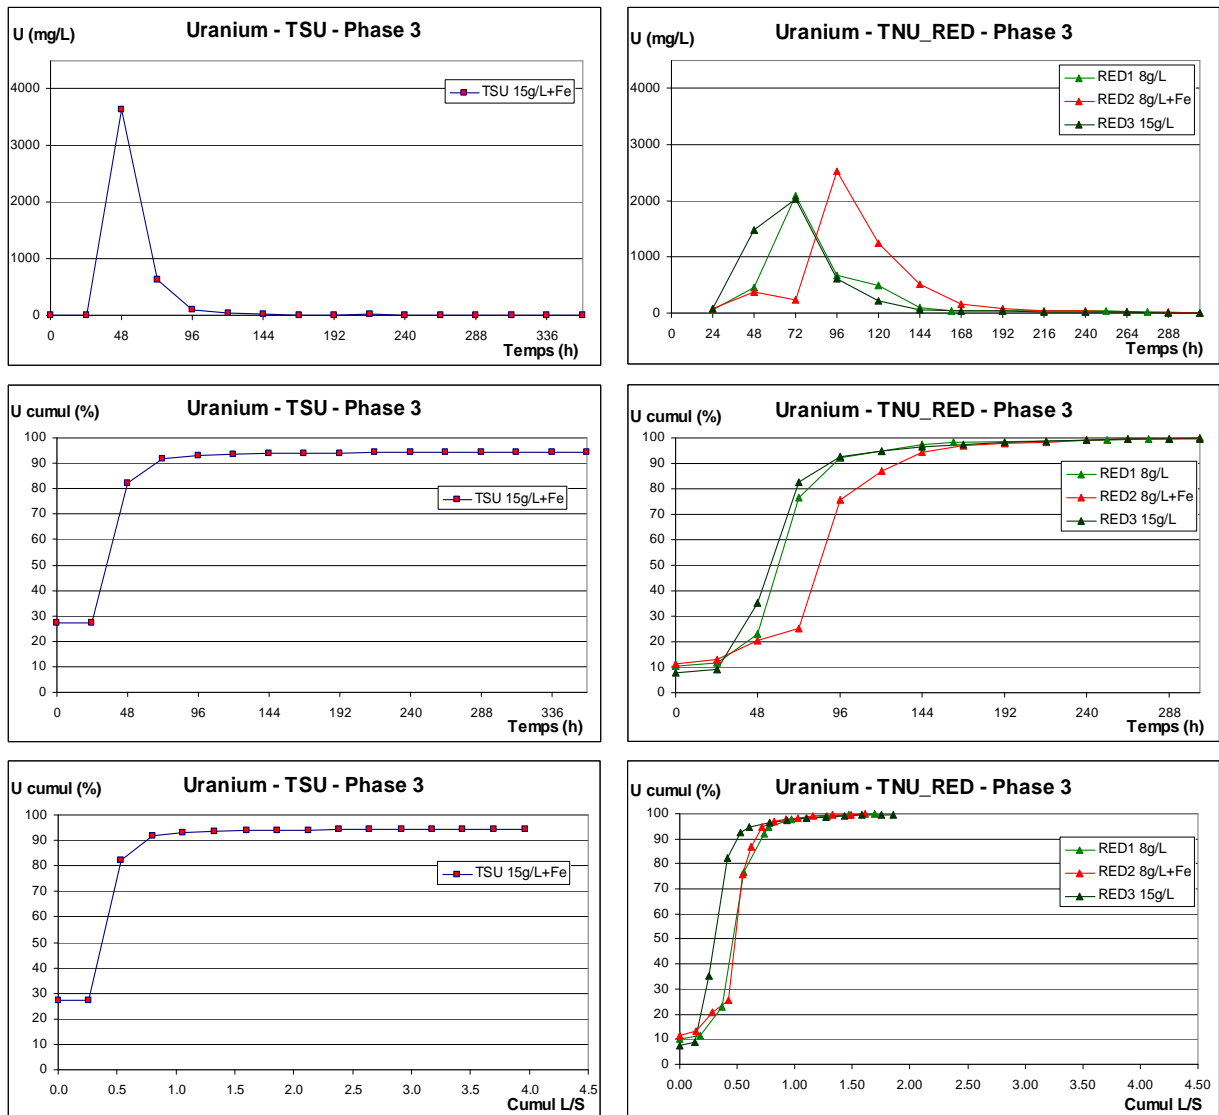 Uranium - TSU - Phase 3
U (mg/L)
4000
3000
2000
1000
0
TSU 15g/L+Fe
0 48 96 144 192 240 288 336
Temps (h)
Uranium - TNU_RED - Phase 3
U (mg/L)
4000
3000
2000
1000
0
RED1 8g/L
RED2 8g/L+Fe
RED3 15g/L
0 24 48 72 96 120 144 168 192 216 240 264 288
Temps (h)
Uranium - TSU - Phase 3
U cumul (%)
100
90
80
70
60
50
40
30
20
10
0
TSU 15g/L+Fe
0 48 96 144 192 240 288 336
Temps (h)
Uranium - TNU_RED - Phase 3
U cumul (%)
100
90
80
70
60
50
40
30
20
10
0
RED1 8g/L
RED2 8g/L+Fe
RED3 15g/L
0 48 96 144 192 240 288
Temps (h)
Uranium - TSU - Phase 3
U cumul (%)
100
90
80
70
60
50
40
30
20
10
0
TSU 15g/L+Fe
0.0 0.5 1.0 1.5 2.0 2.5 3.0 3.5 4.0 4.5
Cumul L/S
Uranium - TNU_RED - Phase 3
U cumul (%)
100
90
80
70
60
50
40
30
20
10
0
RED1 8g/L
RED2 8g/L+Fe
RED3 15g/L
0.00 0.50 1.00 1.50 2.00 2.50 3.00 3.50 4.00 4.50
Cumul L/S